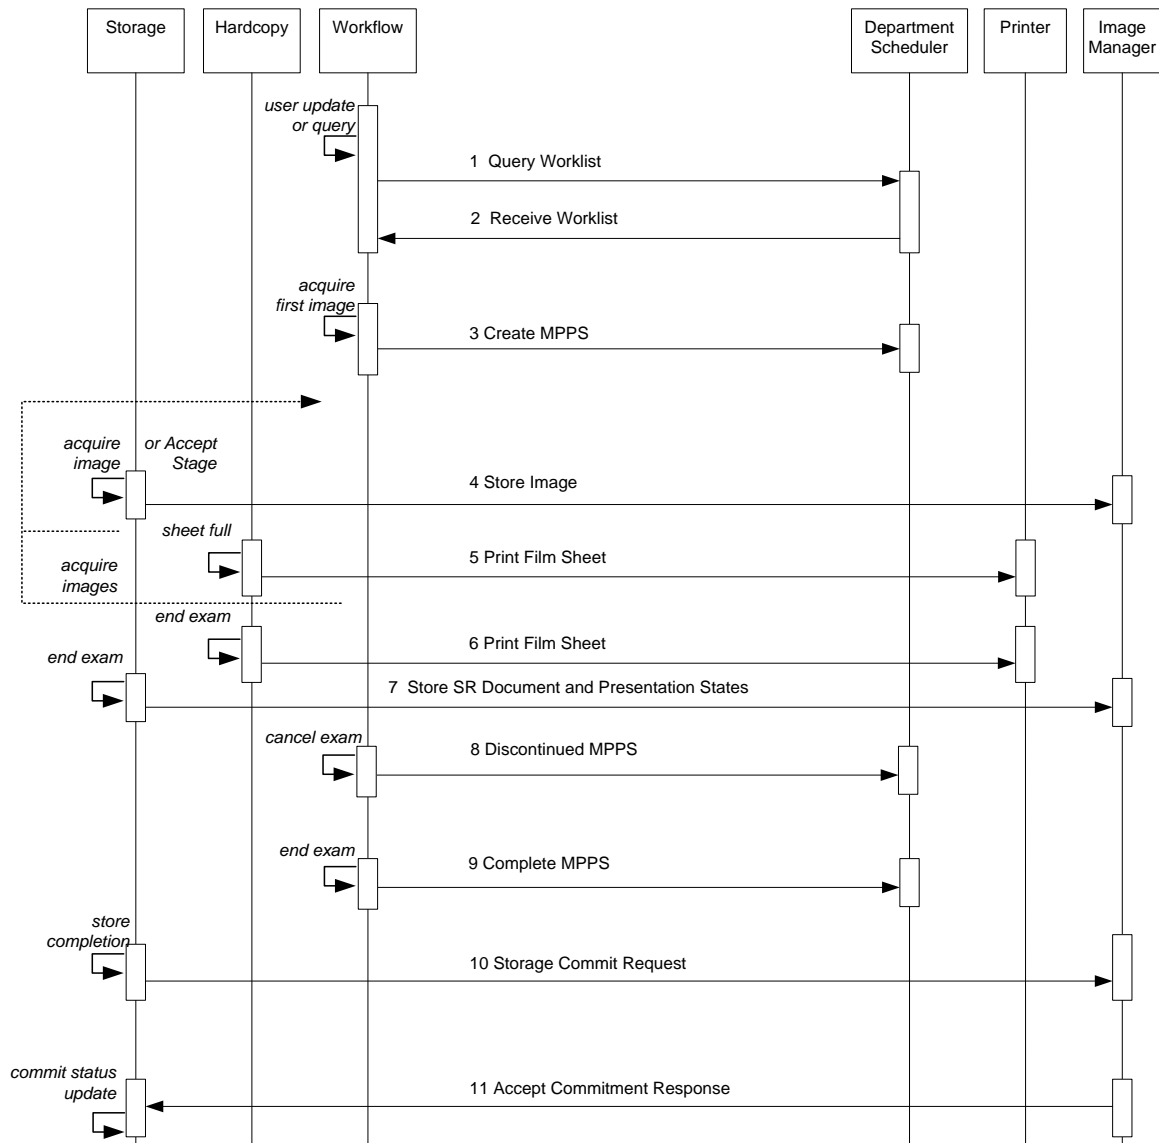 Storage
Hardcopy
Workflow
Department
Scheduler
Printer
Image
Manager
user update
or query
1 Query Worklist
2 Receive Worklist
acquire
first image
3 Create MPPS
acquire
image
or Accept
Stage
4 Store Image
sheet full
5 Print Film Sheet
acquire
images
end exam
6 Print Film Sheet
end exam
7 Store SR Document and Presentation States
cancel exam
8 Discontinued MPPS
end exam
9 Complete MPPS
store
completion
10 Storage Commit Request
commit status
update
11 Accept Commitment Response